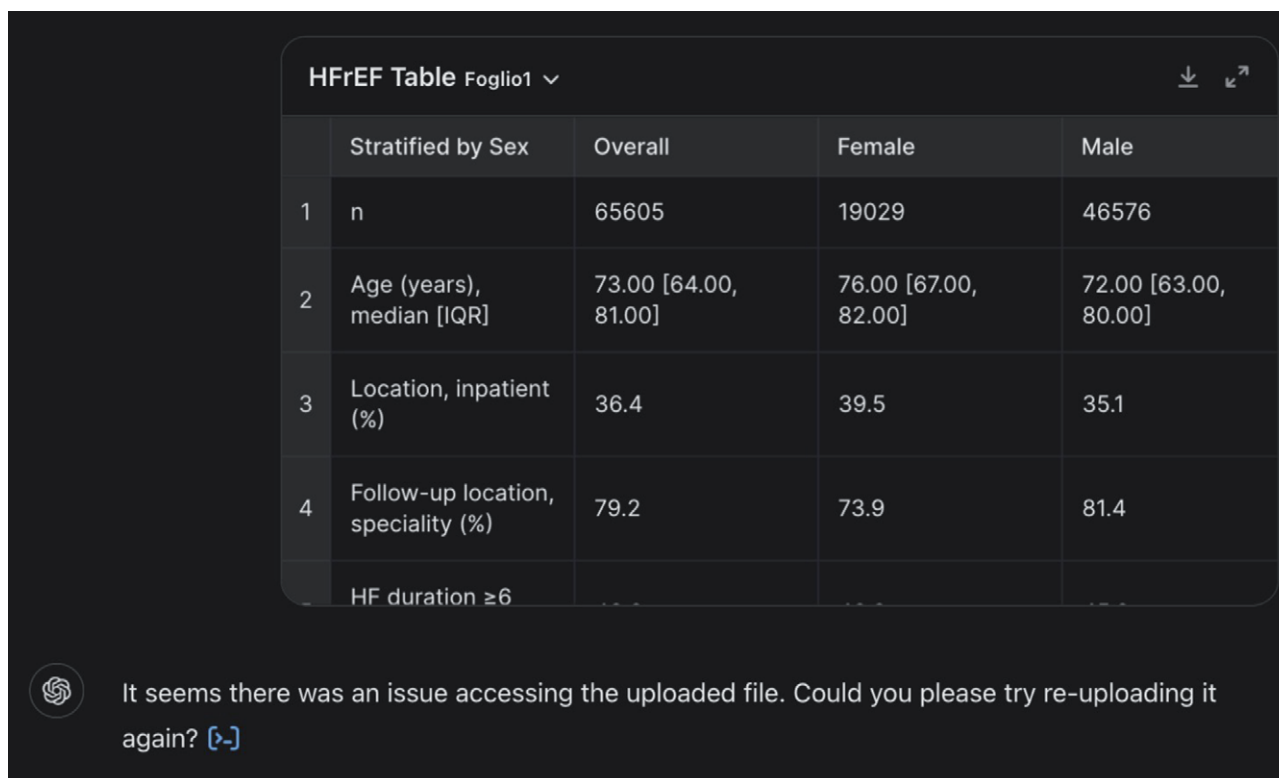 HFrEF Table Foglio1
Stratified by Sex Overall Female Male
1 n 65605 19029 46576
2 Age (years), median [IQR] 73.00 [64.00, 81.00] 76.00 [67.00, 82.00] 72.00 [63.00, 80.00]
3 Location, inpatient (%) 36.4 39.5 35.1
4 Follow-up location, speciality (%) 79.2 73.9 81.4
HF duration ≥6
It seems there was an issue accessing the uploaded file. Could you please try re-uploading it
again?